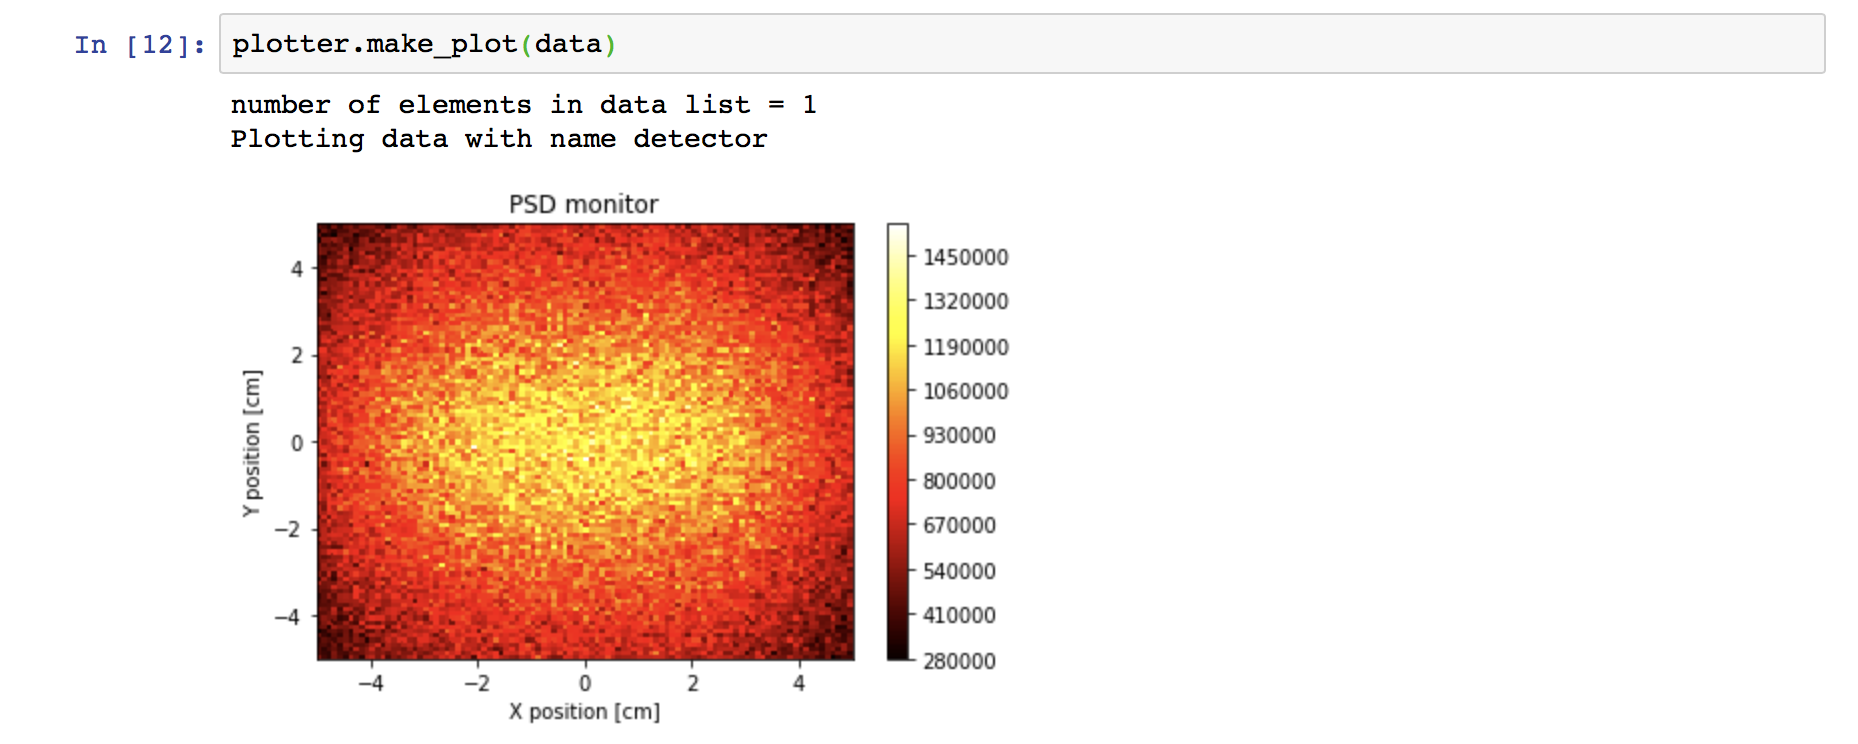 In [12]: plotter.make_plot(data)
number of elements in data list = 1
Plotting data with name detector
PSD monitor
4
2
0
−2
−4
Y position [cm]
−4 −2 0 2 4
X position [cm]
1450000
1320000
1190000
1060000
930000
800000
670000
540000
410000
280000